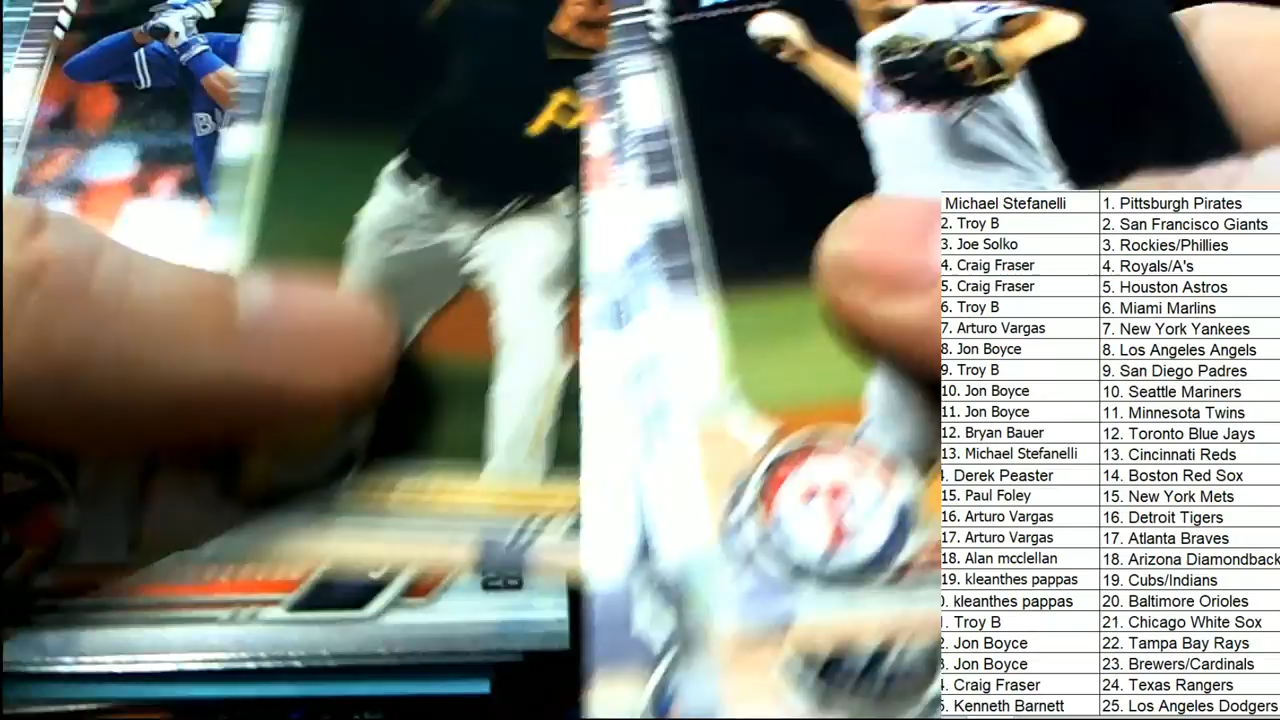 B
P
Michael Stefanelli 1. Pittsburgh Pirates
2. Troy B 2. San Francisco Giants
3. Joe Solko 3. Rockies/Phillies
4. Craig Fraser 4. Royals/A's
5. Craig Fraser 5. Houston Astros
6. Troy B 6. Miami Marlins
7. Arturo Vargas 7. New York Yankees
8. Jon Boyce 8. Los Angeles Angels
9. Troy B 9. San Diego Padres
10. Jon Boyce 10. Seattle Mariners
11. Jon Boyce 11. Minnesota Twins
12. Bryan Bauer 12. Toronto Blue Jays
13. Michael Stefanelli 13. Cincinnati Reds
. Derek Peaster 14. Boston Red Sox
15. Paul Foley 15. New York Mets
16. Arturo Vargas 16. Detroit Tigers
17. Arturo Vargas 17. Atlanta Braves
18. Alan mcclellan 18. Arizona Diamondback
19. kleanthes pappas 19. Cubs/Indians
0. kleanthes pappas 20. Baltimore Orioles
. Troy B 21. Chicago White Sox
. Jon Boyce 22. Tampa Bay Rays
. Jon Boyce 23. Brewers/Cardinals
. Craig Fraser 24. Texas Rangers
. Kenneth Barnett 25. Los Angeles Dodgers